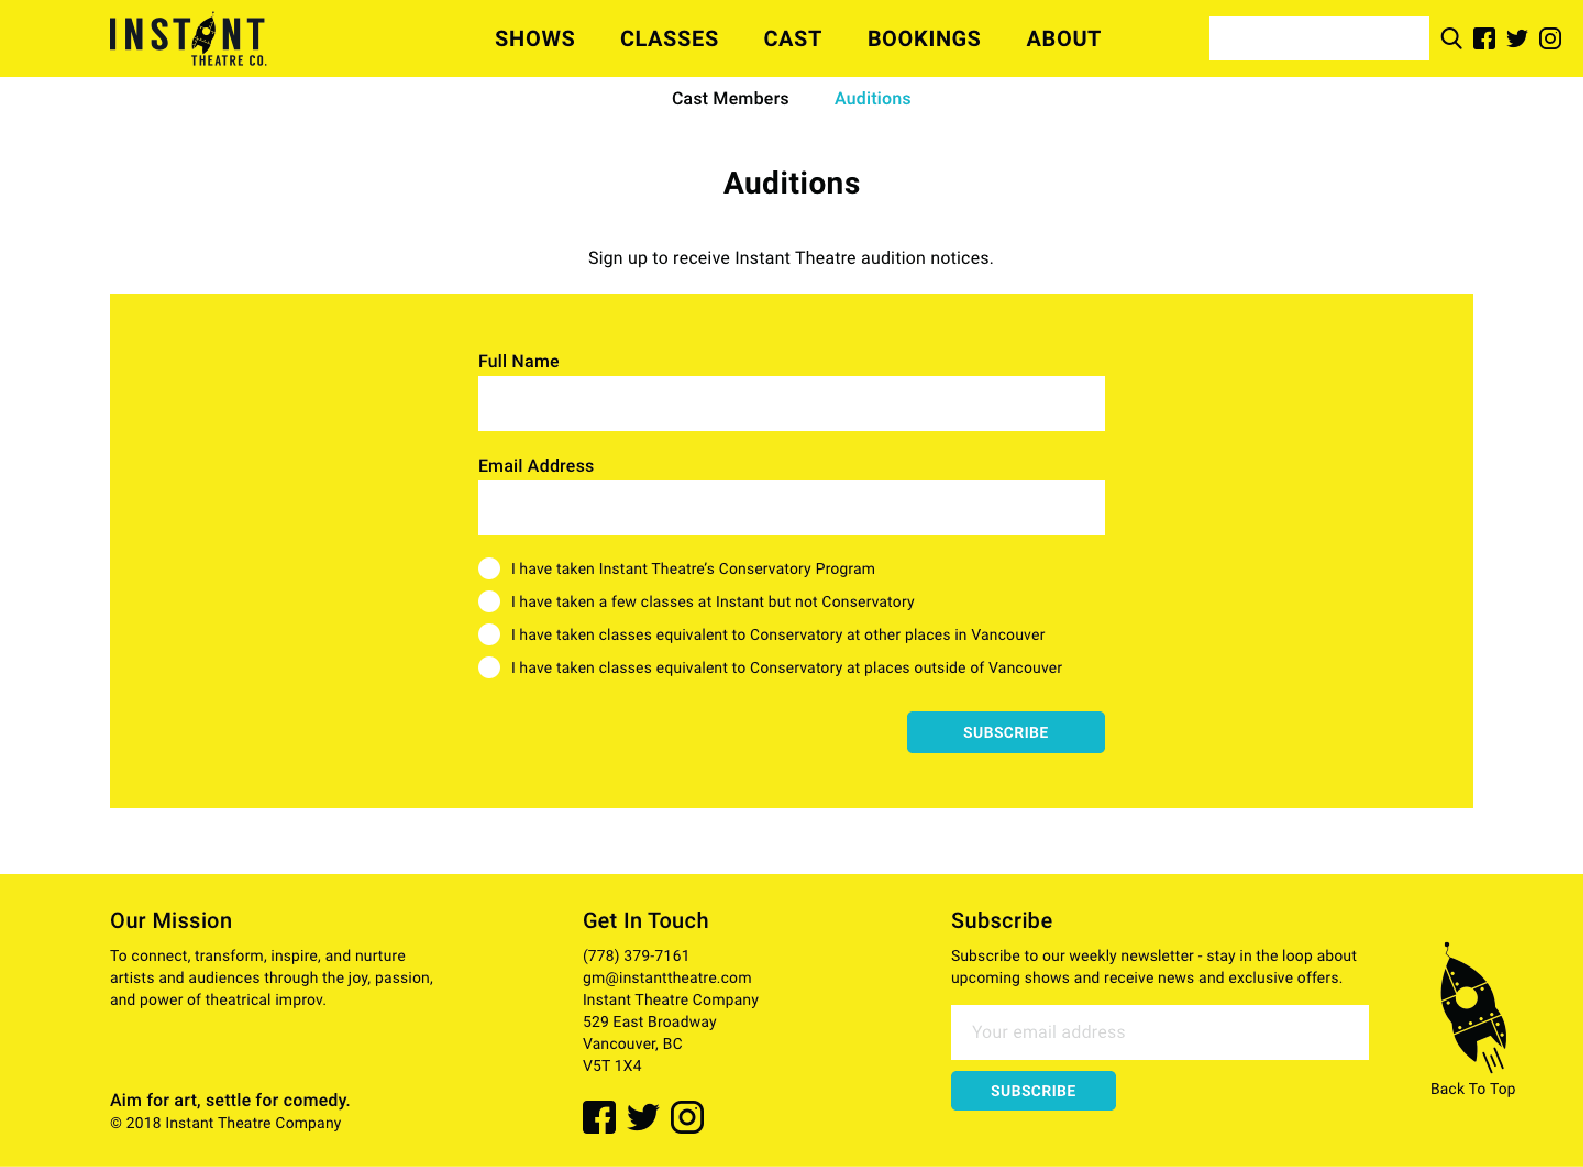 INSTANT
THEATRE CO.
SHOWS
CLASSES
CAST
BOOKINGS
ABOUT
Cast Members
Auditions
Auditions
Sign up to receive Instant Theatre audition notices.
Full Name
Email Address
I have taken Instant Theatre’s Conservatory Program
I have taken a few classes at Instant but not Conservatory
I have taken classes equivalent to Conservatory at other places in Vancouver
I have taken classes equivalent to Conservatory at places outside of Vancouver
SUBSCRIBE
Our Mission
To connect, transform, inspire, and nurture
artists and audiences through the joy, passion,
and power of theatrical improv.
Aim for art, settle for comedy.
© 2018 Instant Theatre Company
Get In Touch
(778) 379-7161
gm@instanttheatre.com
Instant Theatre Company
529 East Broadway
Vancouver, BC
V5T 1X4
Subscribe
Subscribe to our weekly newsletter - stay in the loop about
upcoming shows and receive news and exclusive offers.
Your email address
SUBSCRIBE
Back To Top